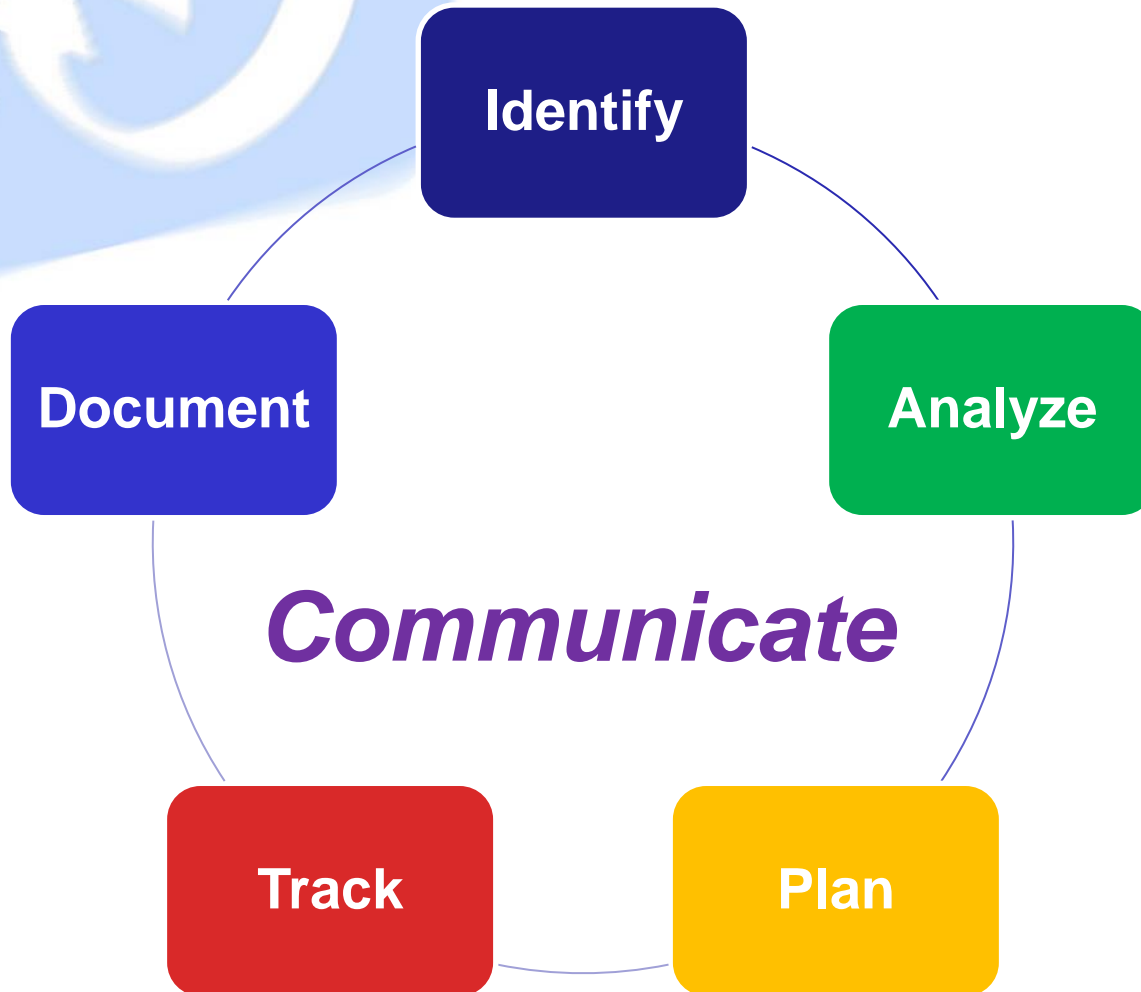 Identify
Document
Analyze
Communicate
Track
Plan